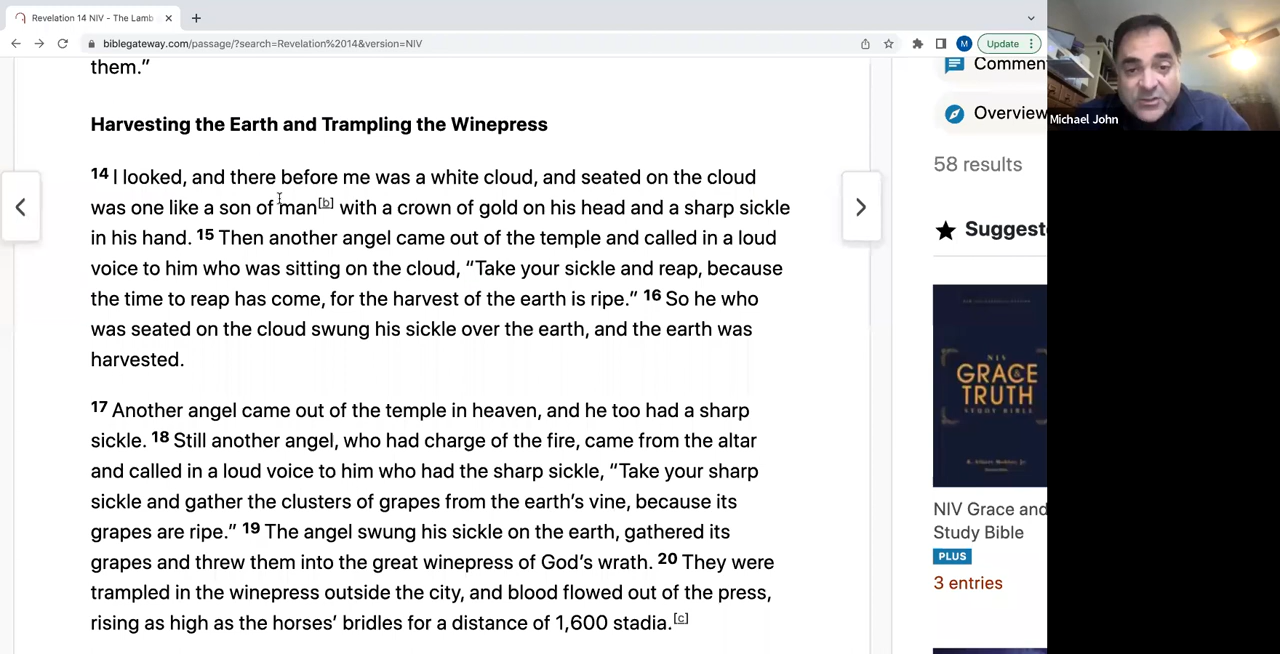 Revelation 14 NIV - The Lamb
biblegateway.com/passage/?search=Revelation%2014&version=NIV
M
Update
them.”
Harvesting the Earth and Trampling the Winepress
14 I looked, and there before me was a white cloud, and seated on the cloud
was one like a son of man[b] with a crown of gold on his head and a sharp sickle
in his hand. 15 Then another angel came out of the temple and called in a loud
voice to him who was sitting on the cloud, “Take your sickle and reap, because
the time to reap has come, for the harvest of the earth is ripe.” 16 So he who
was seated on the cloud swung his sickle over the earth, and the earth was
harvested.
17 Another angel came out of the temple in heaven, and he too had a sharp
sickle. 18 Still another angel, who had charge of the fire, came from the altar
and called in a loud voice to him who had the sharp sickle, “Take your sharp
sickle and gather the clusters of grapes from the earth’s vine, because its
grapes are ripe.” 19 The angel swung his sickle on the earth, gathered its
grapes and threw them into the great winepress of God’s wrath. 20 They were
trampled in the winepress outside the city, and blood flowed out of the press,
rising as high as the horses’ bridles for a distance of 1,600 stadia.[c]
Commen
Overview
58 results
Suggest
NIV
GRACE
&
TRUTH
STUDY BIBLE
NIV Grace and
Study Bible
PLUS
3 entries
Michael John